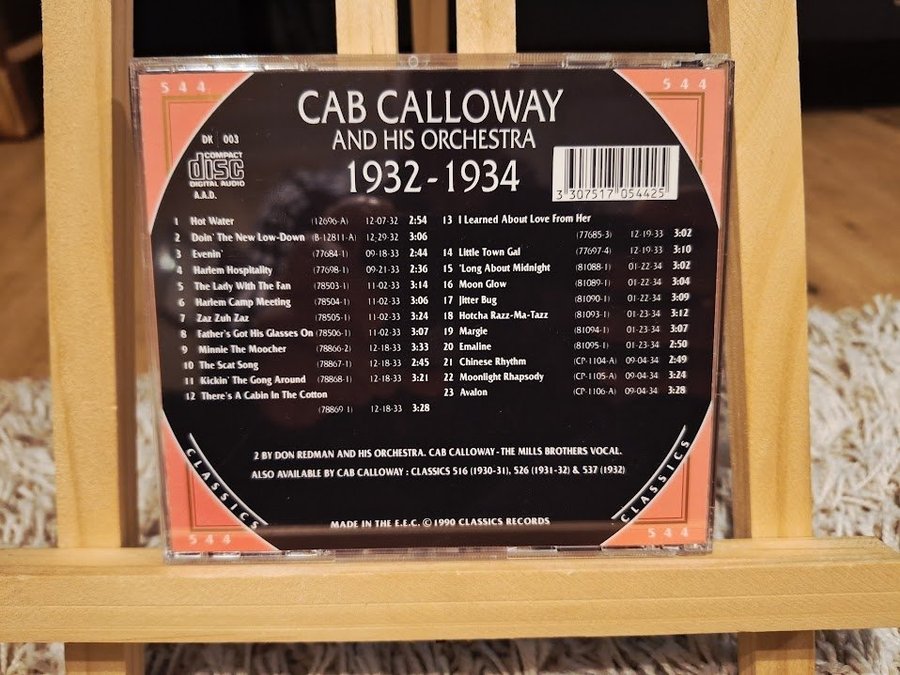 544
544
CAB CALLOWAY
AND HIS ORCHESTRA
1932 - 1934
DK 003
COMPACT
disc
DIGITAL AUDIO
A.A.D.
3 307517 054425
1 Hot Water (12696-A) 12-07-32 2:54
2 Doin' The New Low-Down (B-12811-A) 12-29-32 3:06
3 Evenin' (77684-1) 09-18-33 2:44
4 Harlem Hospitality (77698-1) 09-21-33 2:36
5 The Lady With The Fan (78503-1) 11-02-33 3:14
6 Harlem Camp Meeting (78504-1) 11-02-33 3:06
7 Zaz Zuh Zaz (78505-1) 11-02-33 3:24
8 Father's Got His Glasses On (78506-1) 11-02-33 3:07
9 Minnie The Moocher (78866-2) 12-18-33 3:33
10 The Scat Song (78867-1) 12-18-33 2:45
11 Kickin' The Gong Around (78868-1) 12-18-33 3:21
12 There's A Cabin In The Cotton
(78869-1) 12-18-33 3:28
13 I Learned About Love From Her
(77685-3) 12-19-33 3:02
14 Little Town Gal (77697-4) 12-19-33 3:10
15 'Long About Midnight (81088-1) 01-22-34 3:02
16 Moon Glow (81089-1) 01-22-34 3:04
17 Jitter Bug (81090-1) 01-22-34 3:09
18 Hotcha Razz-Ma-Tazz (81093-1) 01-23-34 3:12
19 Margie (81094-1) 01-23-34 3:07
20 Emaline (81095-1) 01-23-34 2:50
21 Chinese Rhythm (CP-1104-A) 09-04-34 2:49
22 Moonlight Rhapsody (CP-1105-A) 09-04-34 3:24
23 Avalon (CP-1106-A) 09-04-34 3:28
2 BY DON REDMAN AND HIS ORCHESTRA. CAB CALLOWAY - THE MILLS BROTHERS VOCAL.
ALSO AVAILABLE BY CAB CALLOWAY : CLASSICS 516 (1930-31), 526 (1931-32) & 537 (1932)
CLASSICS
CLASSICS
MADE IN THE E.E.C. © 1990 CLASSICS RECORDS
544
544